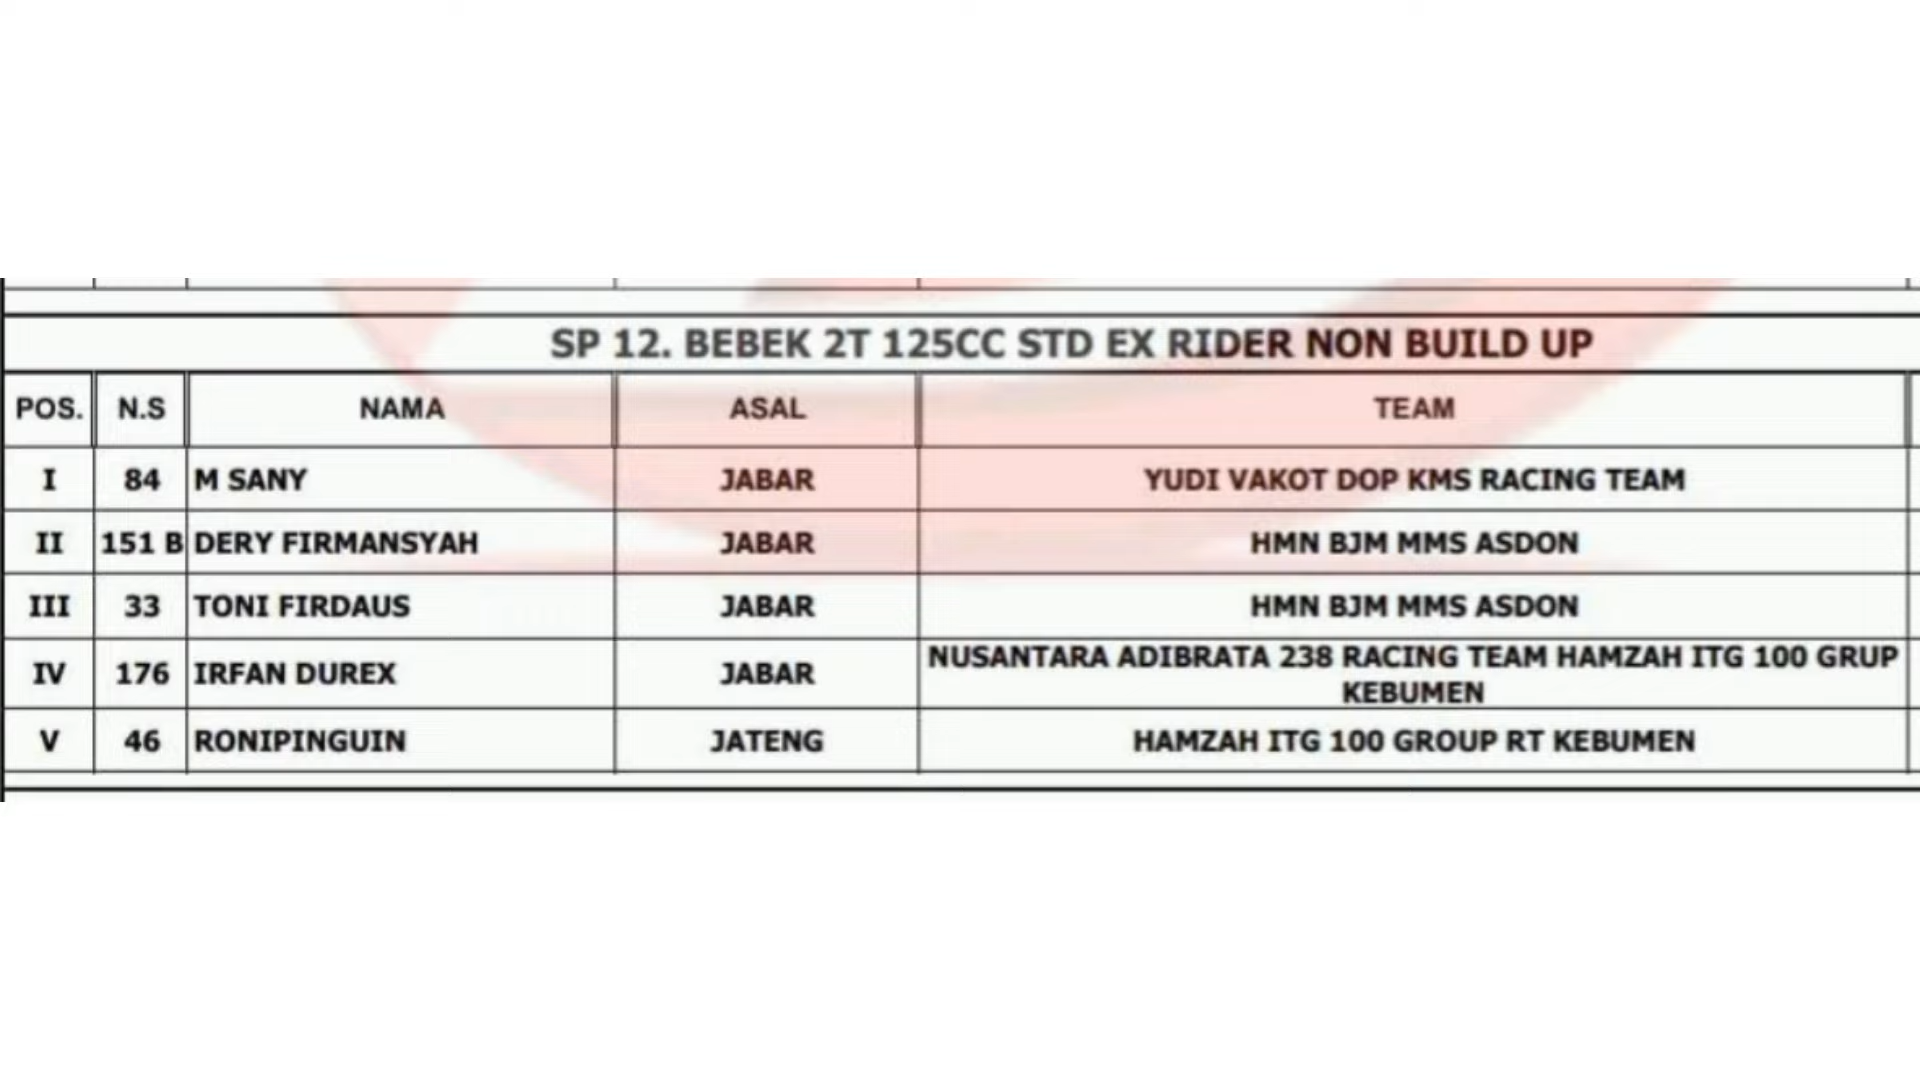 SP 12. BEBEK 2T 125CC STD EX RIDER NON BUILD UP
POS. N.S NAMA ASAL TEAM
I 84 M SANY JABAR YUDI VAKOT DOP KMS RACING TEAM
II 151 B DERY FIRMANSYAH JABAR HMN BJM MMS ASDON
III 33 TONI FIRDAUS JABAR HMN BJM MMS ASDON
IV 176 IRFAN DUREX JABAR NUSANTARA ADIBRATA 238 RACING TEAM HAMZAH ITG 100 GRUP
KEBUMEN
V 46 RONIPINGUIN JATENG HAMZAH ITG 100 GROUP RT KEBUMEN